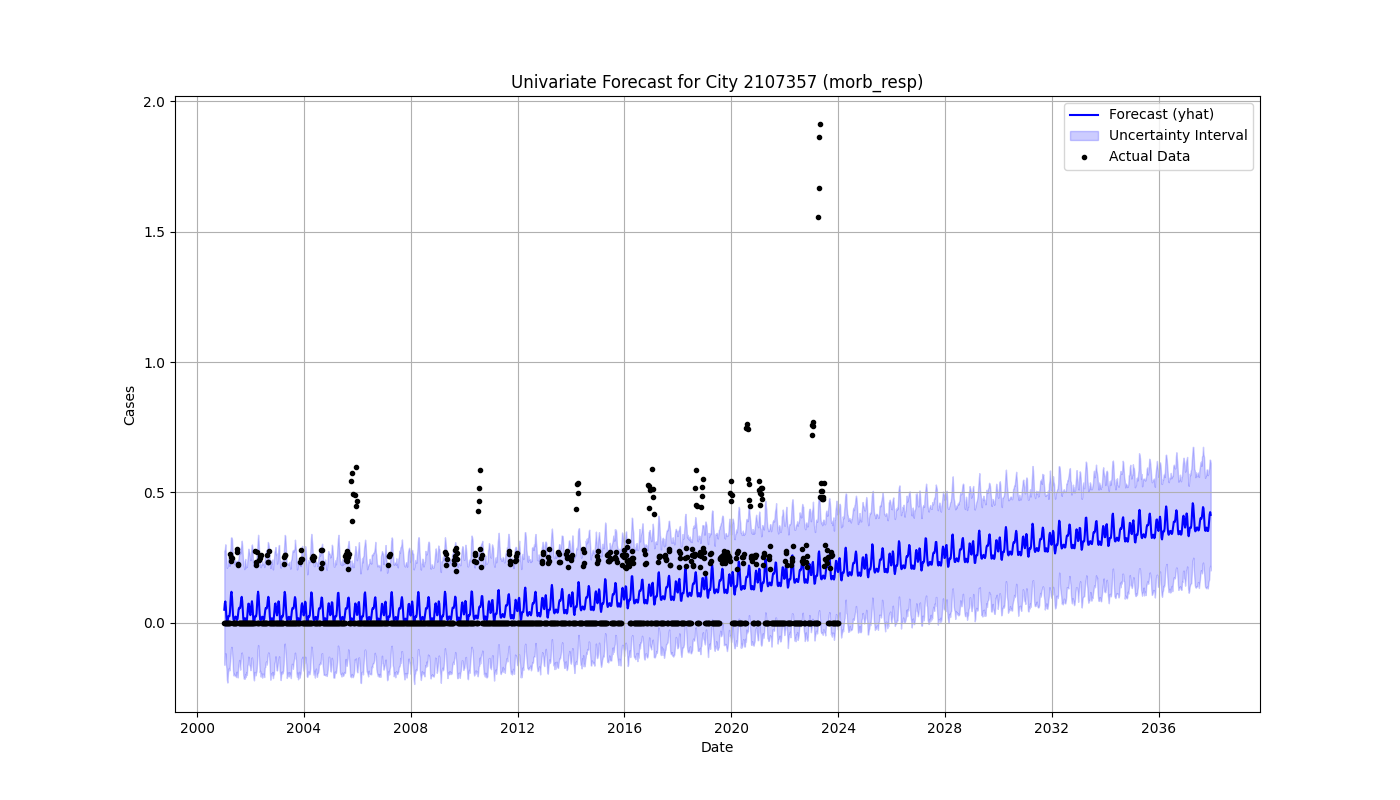 Univariate Forecast for City 2107357 (morb_resp)
Forecast (yhat)
Uncertainty Interval
Actual Data
2.0
1.5
1.0
0.5
0.0
Cases
2000 2004 2008 2012 2016 2020 2024 2028 2032 2036
Date